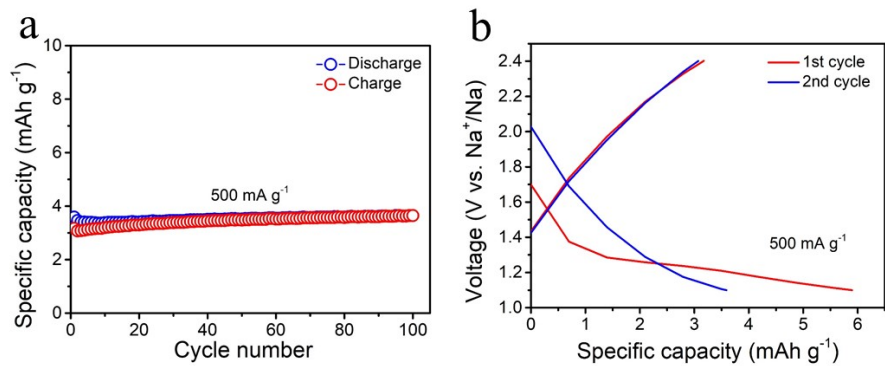 a
10
8
6
4
2
0
Specific capacity (mAh g⁻¹)
Discharge
Charge
500 mA g⁻¹
0 20 40 60 80 100
Cycle number
b
2.4
2.2
2.0
1.8
1.6
1.4
1.2
1.0
Voltage (V vs. Na⁺/Na)
1st cycle
2nd cycle
500 mA g⁻¹
0 1 2 3 4 5 6
Specific capacity (mAh g⁻¹)